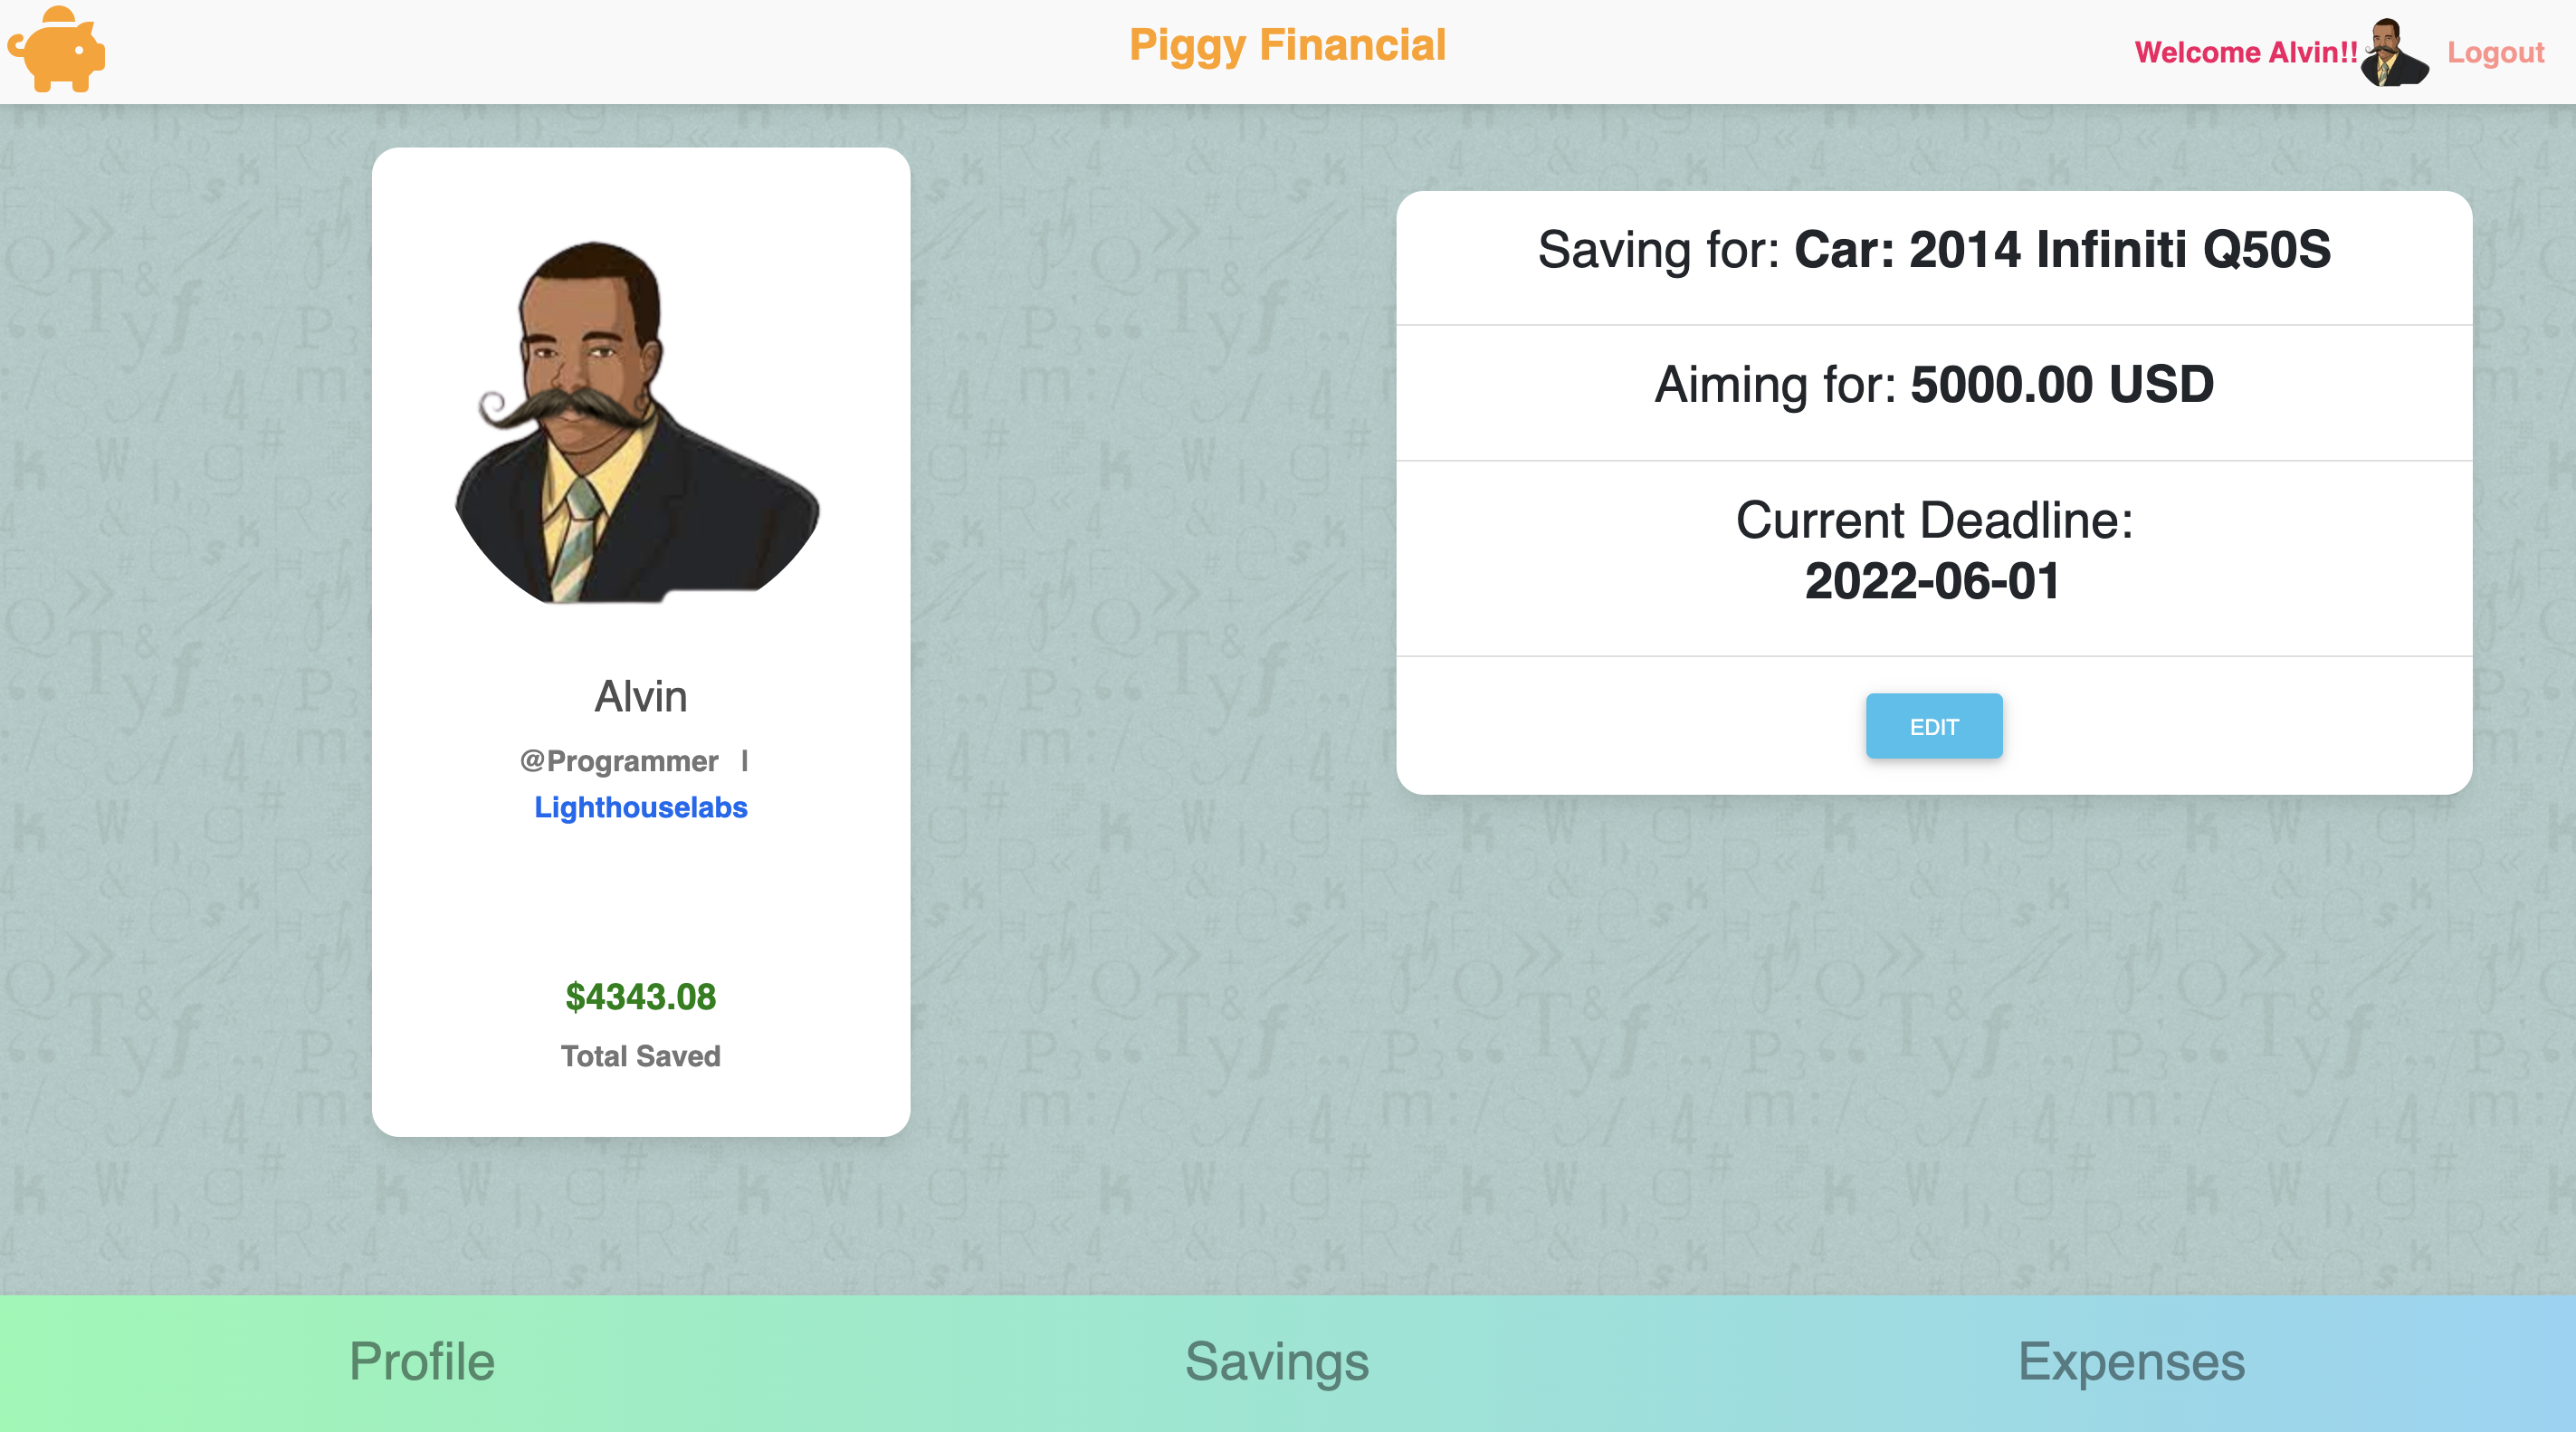 Piggy Financial
Welcome Alvin!!
Logout
Alvin
@Programmer |
Lighthouselabs
$4343.08
Total Saved
Saving for: Car: 2014 Infiniti Q50S
Aiming for: 5000.00 USD
Current Deadline:
2022-06-01
EDIT
Profile
Savings
Expenses